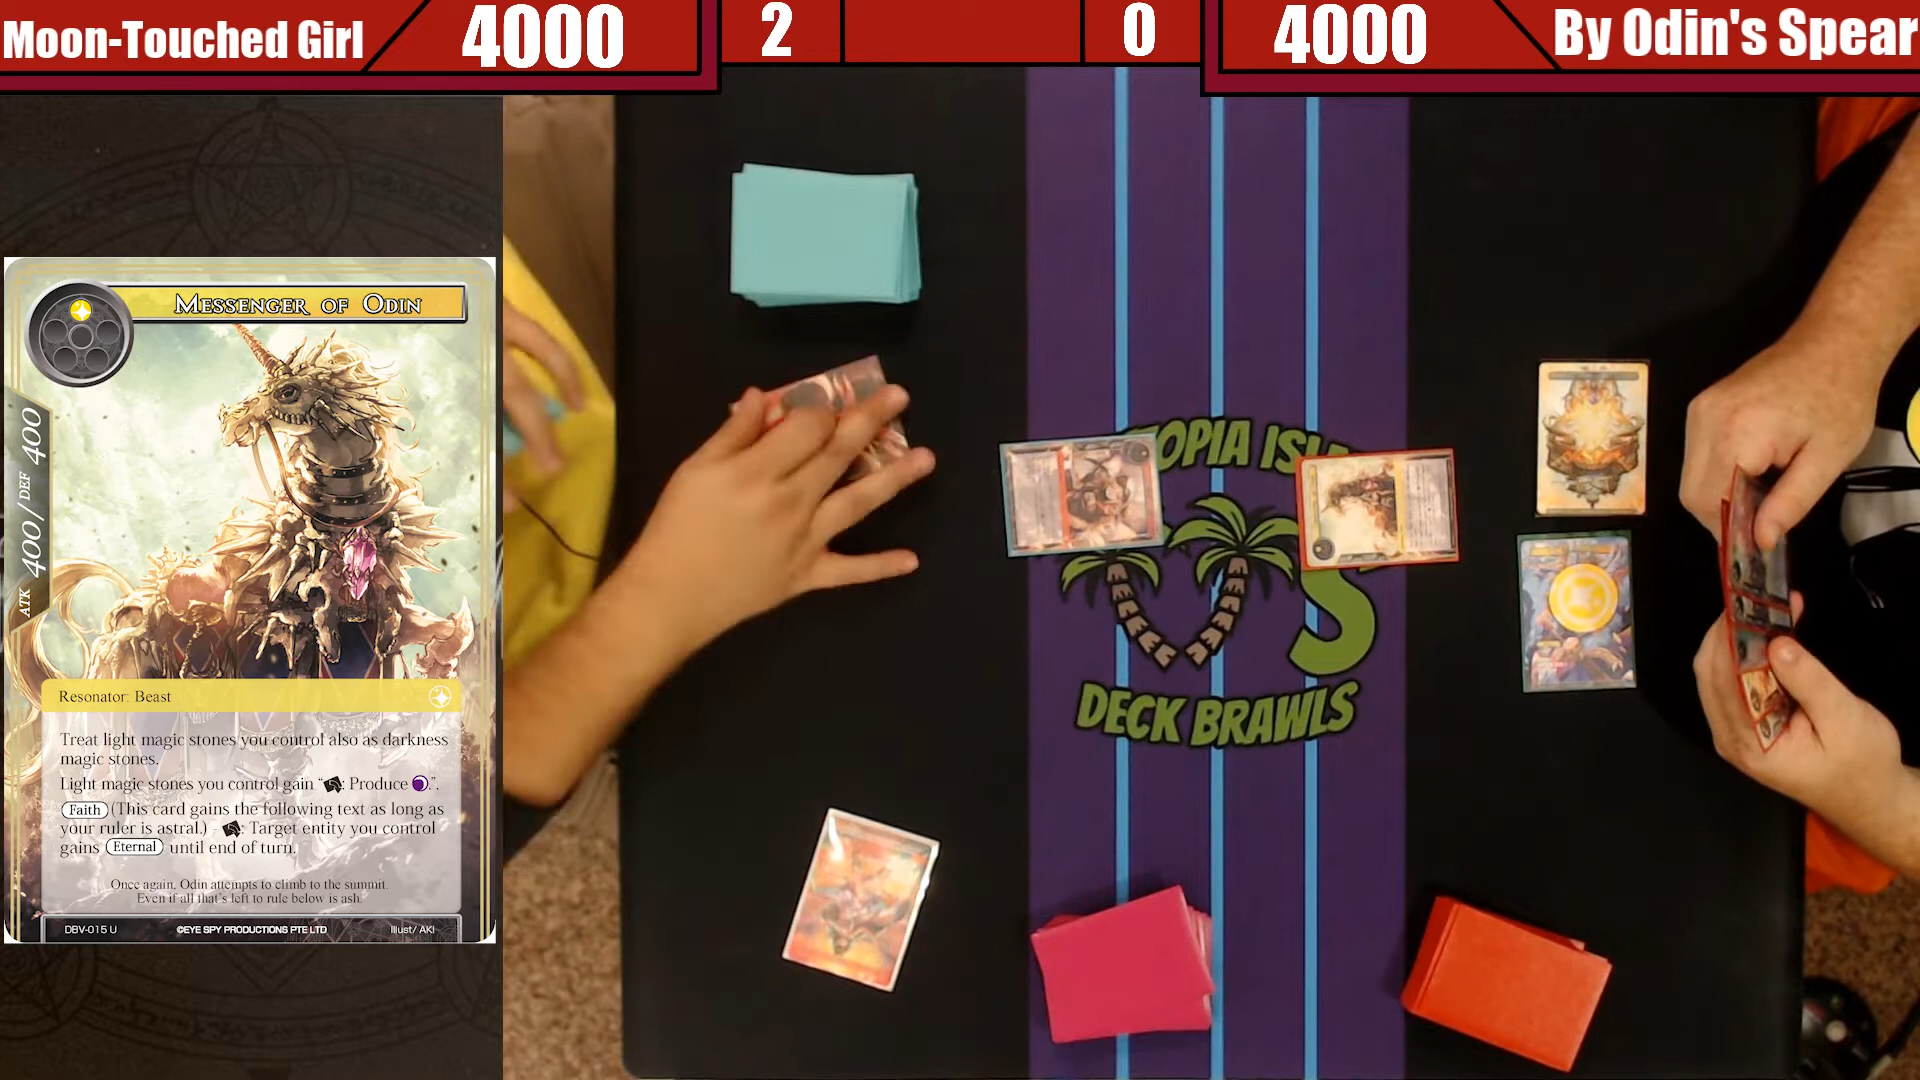 Moon-Touched Girl
4000
2
0
4000
By Odin's Spear
Messenger of Odin
ATK 400/DEF 400
Resonator: Beast
Treat light magic stones you control also as darkness
magic stones.
Light magic stones you control gain “ : Produce .”.
Faith (This card gains the following text as long as
your ruler is astral.) - : Target entity you control
gains Eternal until end of turn.
Once again, Odin attempts to climb to the summit.
Even if all that's left to rule below is ash.
DBV-015 U
©EYE SPY PRODUCTIONS PTE LTD
Illust/ AKI
S
DECK BRAWLS